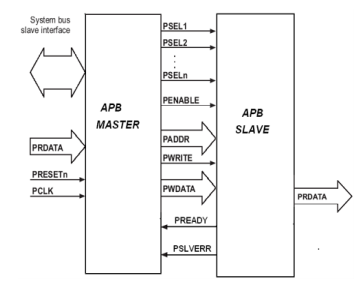 System bus
slave interface
PSEL1
PSEL2
PSELn
PENABLE
APB
MASTER
APB
SLAVE
PADDR
PRDATA
PWRITE
PRESETn
PCLK
PWDATA
PRDATA
PREADY
PSLVERR